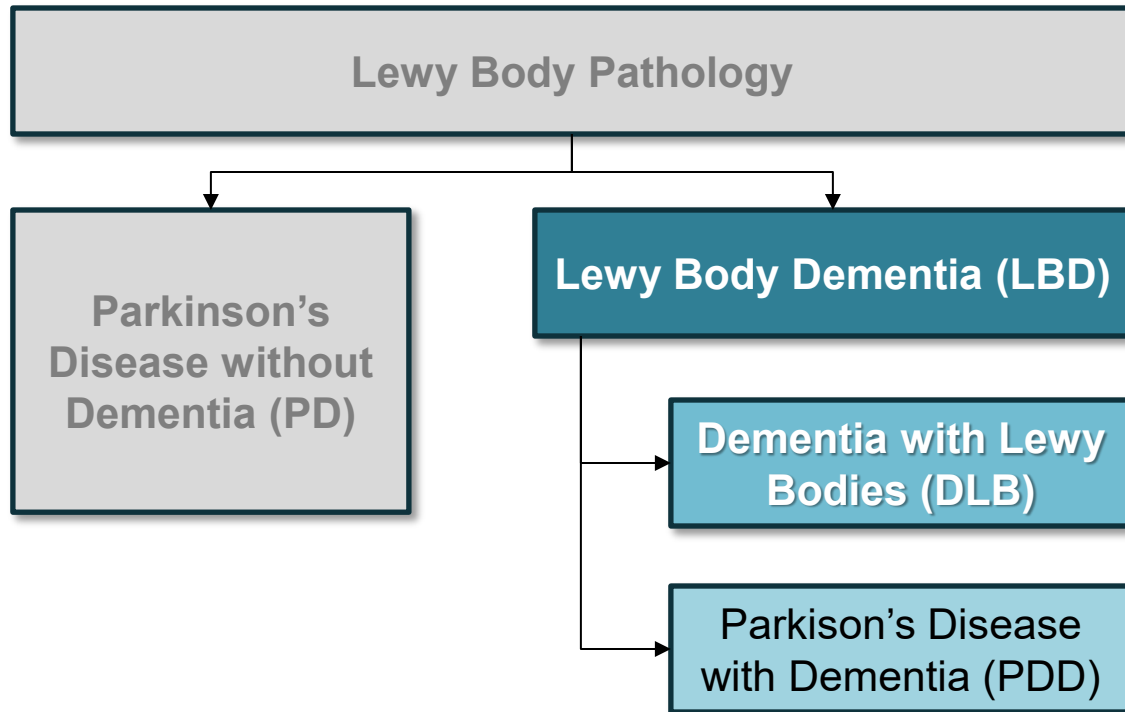 Lewy Body Pathology
Parkinson’s
Disease without
Dementia (PD)
Lewy Body Dementia (LBD)
Dementia with Lewy
Bodies (DLB)
Parkison’s Disease
with Dementia (PDD)